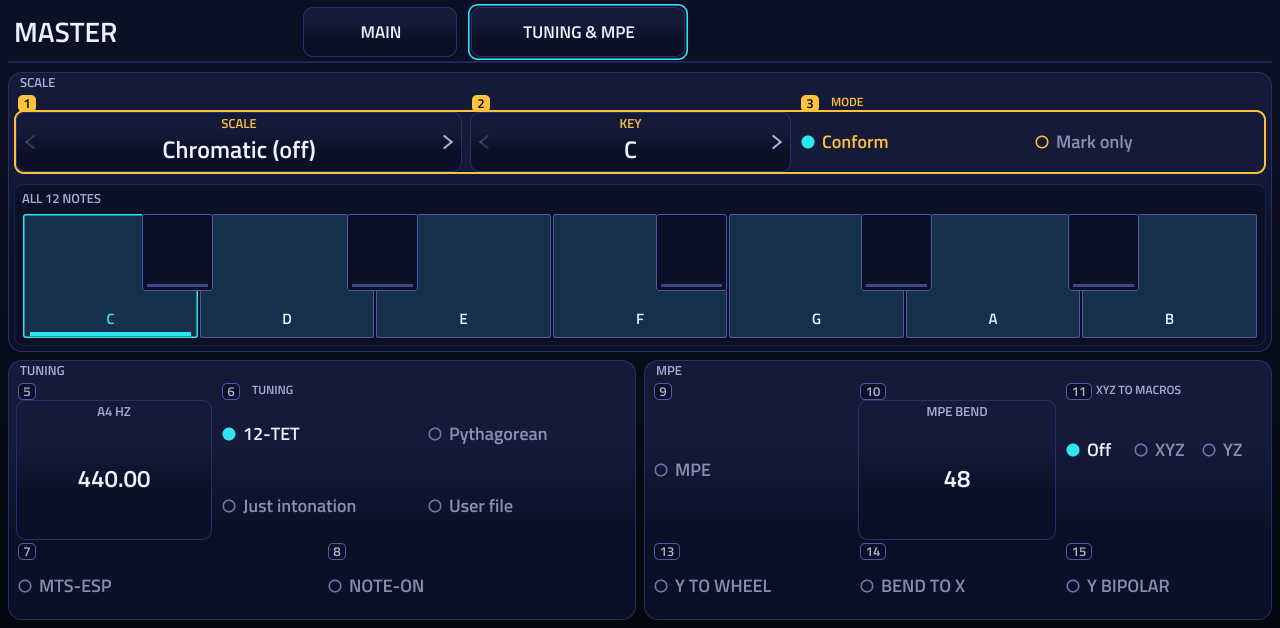 MASTER
MAIN
TUNING & MPE
SCALE
1
2
3 MODE
SCALE
Chromatic (off)
KEY
C
Conform
Mark only
ALL 12 NOTES
C D E F G A B
TUNING
5
6 TUNING
A4 HZ
440.00
12-TET
Pythagorean
Just intonation
User file
7
8
MTS-ESP
NOTE-ON
MPE
9
10
11 XYZ TO MACROS
MPE
MPE BEND
48
Off
XYZ
YZ
13
14
15
Y TO WHEEL
BEND TO X
Y BIPOLAR